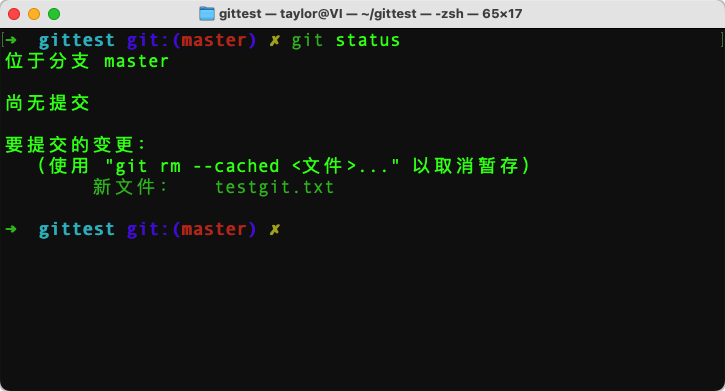 gittest — taylor@VI — ~/gittest — -zsh — 65×17
➜  gittest git:(master) ✗ git status
位于分支 master
尚无提交
要提交的变更：
  （使用 "git rm --cached <文件>..." 以取消暂存）
        新文件：   testgit.txt
➜  gittest git:(master) ✗